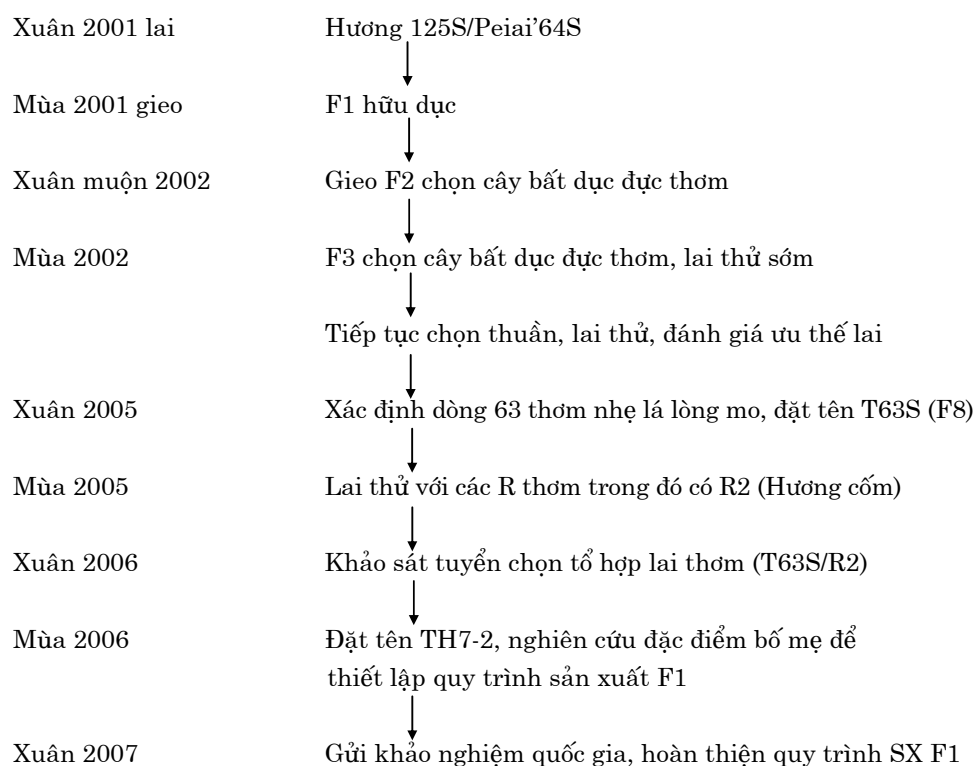 Xuân 2001 lai Hương 125S/Peiai'64S
Mùa 2001 gieo F1 hữu dục
Xuân muộn 2002 Gieo F2 chọn cây bất dục đực thơm
Mùa 2002 F3 chọn cây bất dục đực thơm, lai thử sớm
Tiếp tục chọn thuần, lai thử, đánh giá ưu thế lai
Xuân 2005 Xác định dòng 63 thơm nhẹ lá lòng mo, đặt tên T63S (F8)
Mùa 2005 Lai thử với các R thơm trong đó có R2 (Hương cốm)
Xuân 2006 Khảo sát tuyển chọn tổ hợp lai thơm (T63S/R2)
Mùa 2006 Đặt tên TH7-2, nghiên cứu đặc điểm bố mẹ để
thiết lập quy trình sản xuất F1
Xuân 2007 Gửi khảo nghiệm quốc gia, hoàn thiện quy trình SX F1